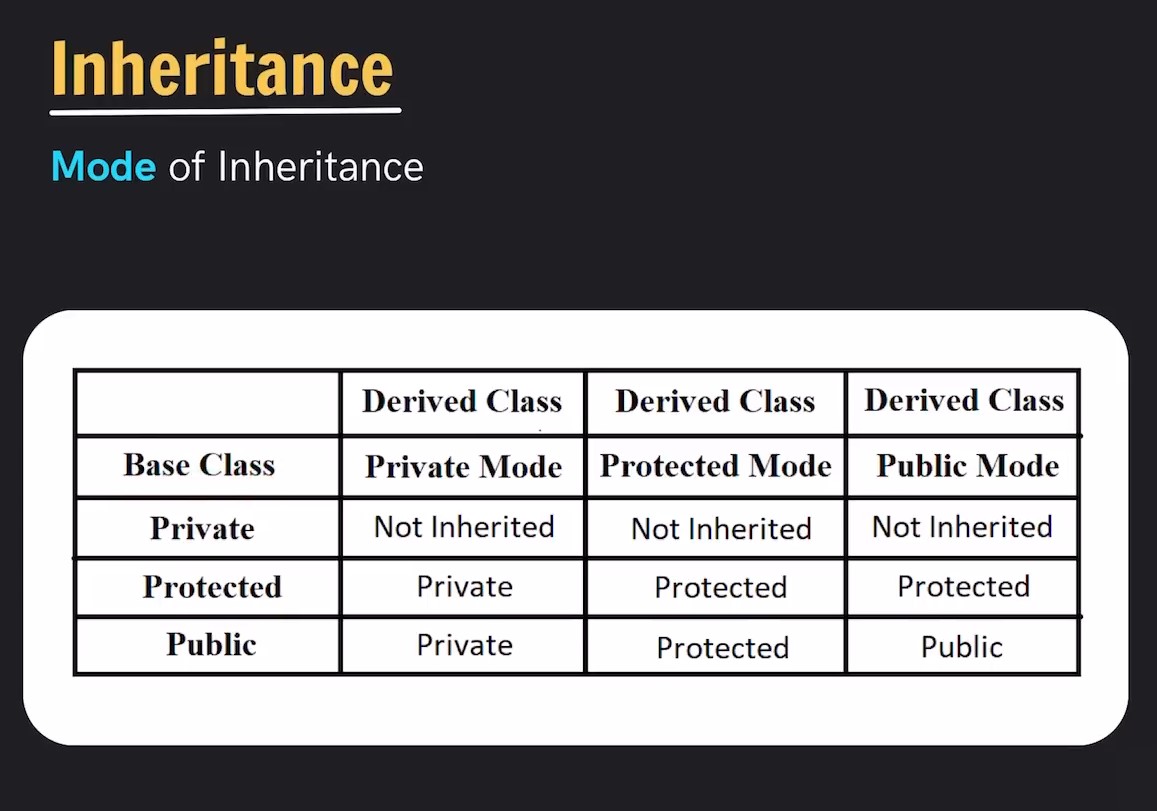 Inheritance
Mode of Inheritance
Derived Class Derived Class Derived Class
Base Class Private Mode Protected Mode Public Mode
Private Not Inherited Not Inherited Not Inherited
Protected Private Protected Protected
Public Private Protected Public